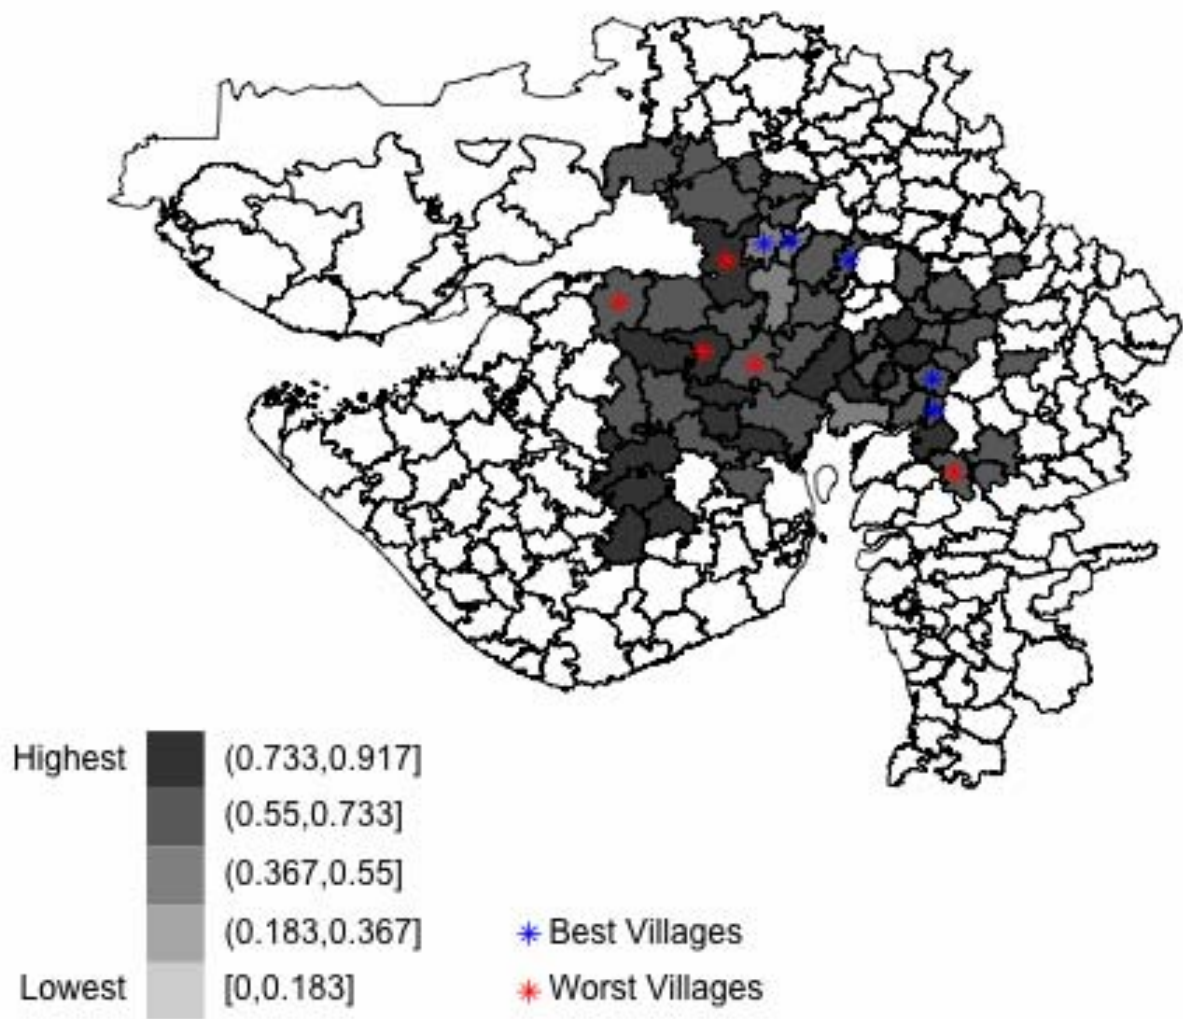 Highest (0.733,0.917]
(0.55,0.733]
(0.367,0.55]
(0.183,0.367] Best Villages
Lowest [0,0.183] Worst Villages